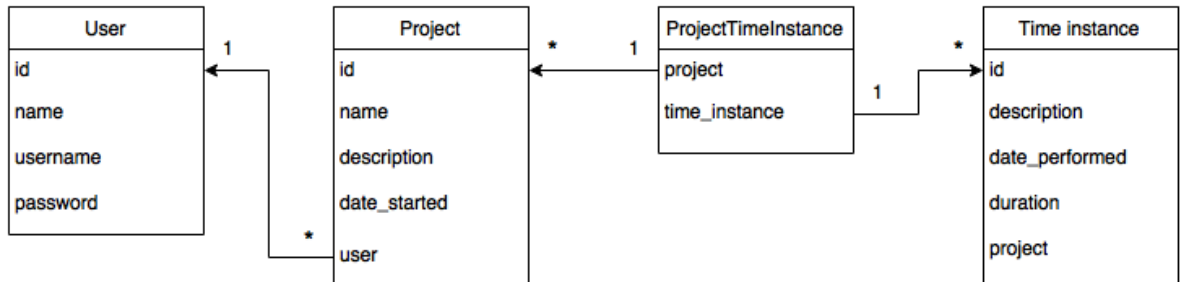 User
1
id
name
username
password
*
Project
id
name
description
date_started
user
*
1
ProjectTimeInstance
project
time_instance
1
*
Time instance
id
description
date_performed
duration
project